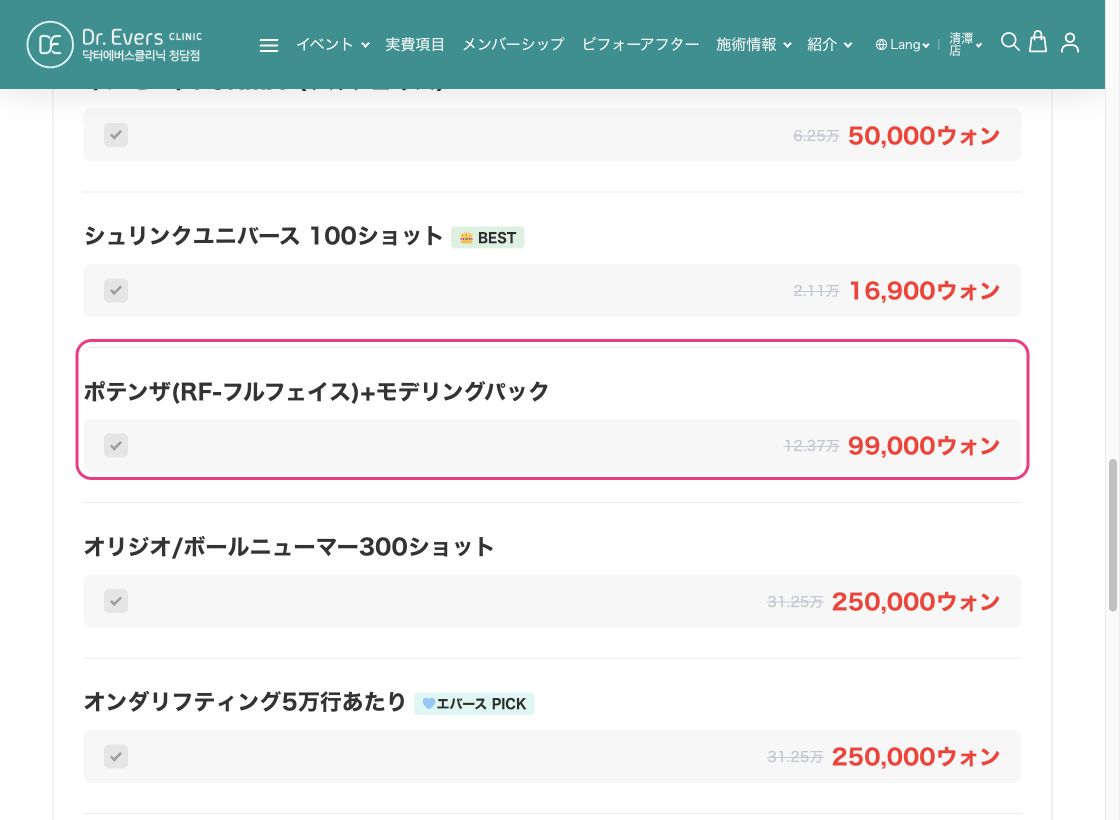 Dr. Evers CLINIC
닥터에버스클리닉 청담점
イベント 実費項目 メンバーシップ ビフォーアフター 施術情報 紹介 Lang 清潭店
6.25万 50,000ウォン
シュリンクユニバース 100ショット BEST
2.11万 16,900ウォン
ポテンザ(RF-フルフェイス)+モデリングパック
12.37万 99,000ウォン
オリジオ/ボールニューマー300ショット
31.25万 250,000ウォン
オンダリフティング5万行あたり エバース PICK
31.25万 250,000ウォン